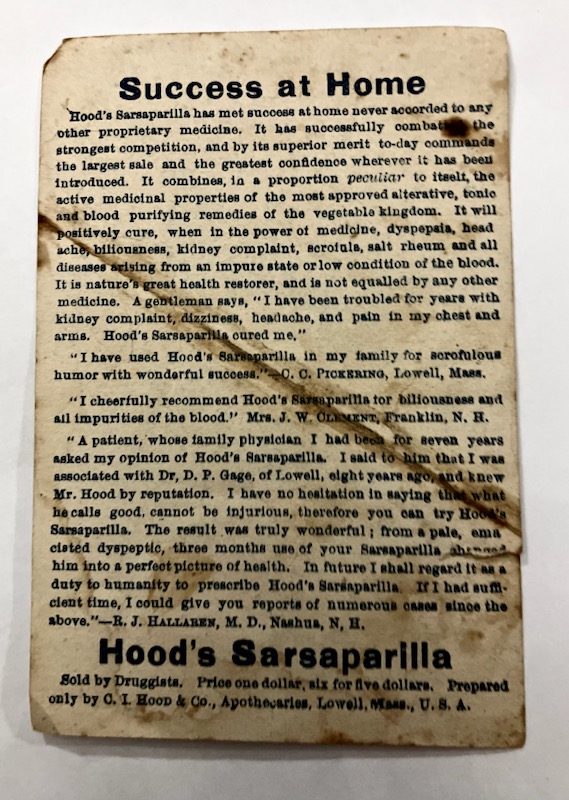 Success at Home
Hood's Sarsaparilla has met success at home never accorded to any
other proprietary medicine. It has successfully combat the
strongest competition, and by its superior merit to-day commands
the largest sale and the greatest confidence wherever it has been
introduced. It combines, in a proportion peculiar to itself, the
active medicinal properties of the most approved alterative, tonic
and blood purifying remedies of the vegetable kingdom. It will
positively cure, when in the power of medicine, dyspepsia, head
ache, biliousness, kidney complaint, scrofula, salt rheum and all
diseases arising from an impure state or low condition of the blood.
It is nature's great health restorer, and is not equalled by any other
medicine. A gentleman says, "I have been troubled for years with
kidney complaint, dizziness, headache, and pain in my chest and
arms. Hood's Sarsaparilla cured me."
"I have used Hood's Sarsaparilla in my family for scrofulous
humor with wonderful success."—C. C. PICKERING, Lowell, Mass.
"I cheerfully recommend Hood's Sarsaparilla for biliousness and
all impurities of the blood." Mrs. J. W. CLEMENT, Franklin, N. H.
"A patient, whose family physician I had been for seven years
asked my opinion of Hood's Sarsaparilla. I said to him that I was
associated with Dr, D. P. Gage, of Lowell, eight years ago, and knew
Mr. Hood by reputation. I have no hesitation in saying that what
he calls good, cannot be injurious, therefore you can try Hood's
Sarsaparilla. The result was truly wonderful; from a pale, ema
ciated dyspeptic, three months use of your Sarsaparilla changed
him into a perfect picture of health. In future I shall regard it as a
duty to humanity to prescribe Hood's Sarsaparilla. If I had suffi-
cient time, I could give you reports of numerous cases since the
above."—R. J. HALLAREN, M. D., Nashua, N, H.
Hood's Sarsaparilla
Sold by Druggists. Price one dollar, six for five dollars. Prepared
only by C. I. HOOD & Co., Apothecaries, Lowell, Mass., U. S. A.